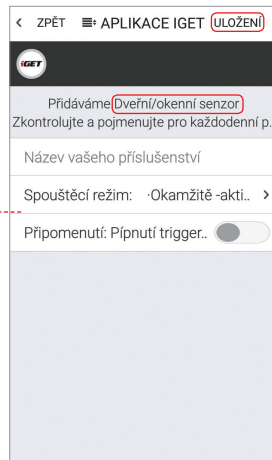 < ZPĚT APLIKACE IGET ULOŽENÍ
iGET
Přidáváme Dveřní/okenní senzor
Zkontrolujte a pojmenujte pro každodenní p.
Název vašeho příslušenství
Spouštěcí režim: ·Okamžitě -akti.. >
Připomenutí: Pípnutí trigger..